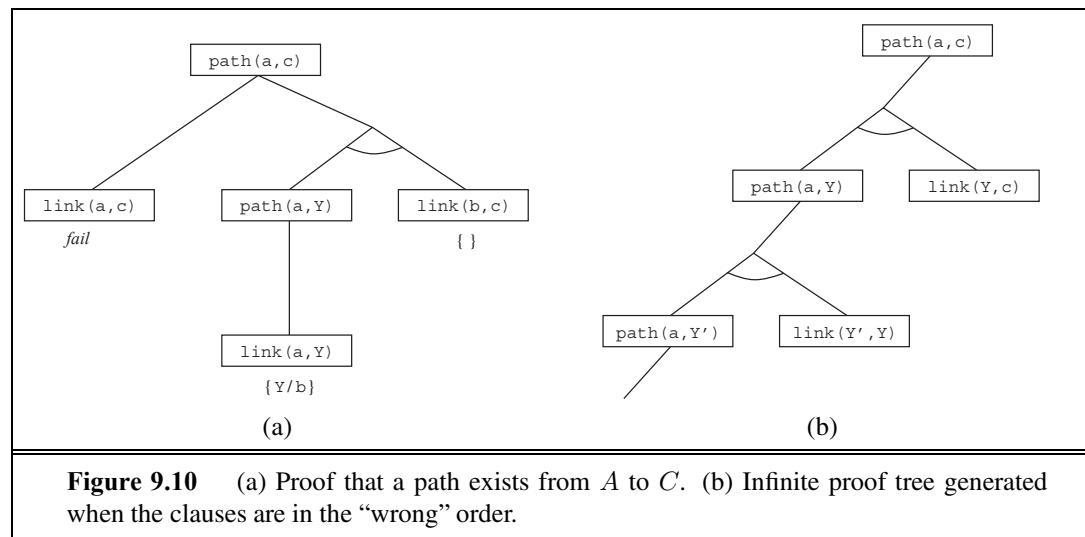 path(a,c)
link(a,c)
fail
path(a,Y)
link(b,c)
{ }
link(a,Y)
{Y/b}
(a)
path(a,c)
path(a,Y)
link(Y,c)
path(a,Y’)
link(Y’,Y)
(b)
Figure 9.10 (a) Proof that a path exists from A to C. (b) Infinite proof tree generated
when the clauses are in the “wrong” order.